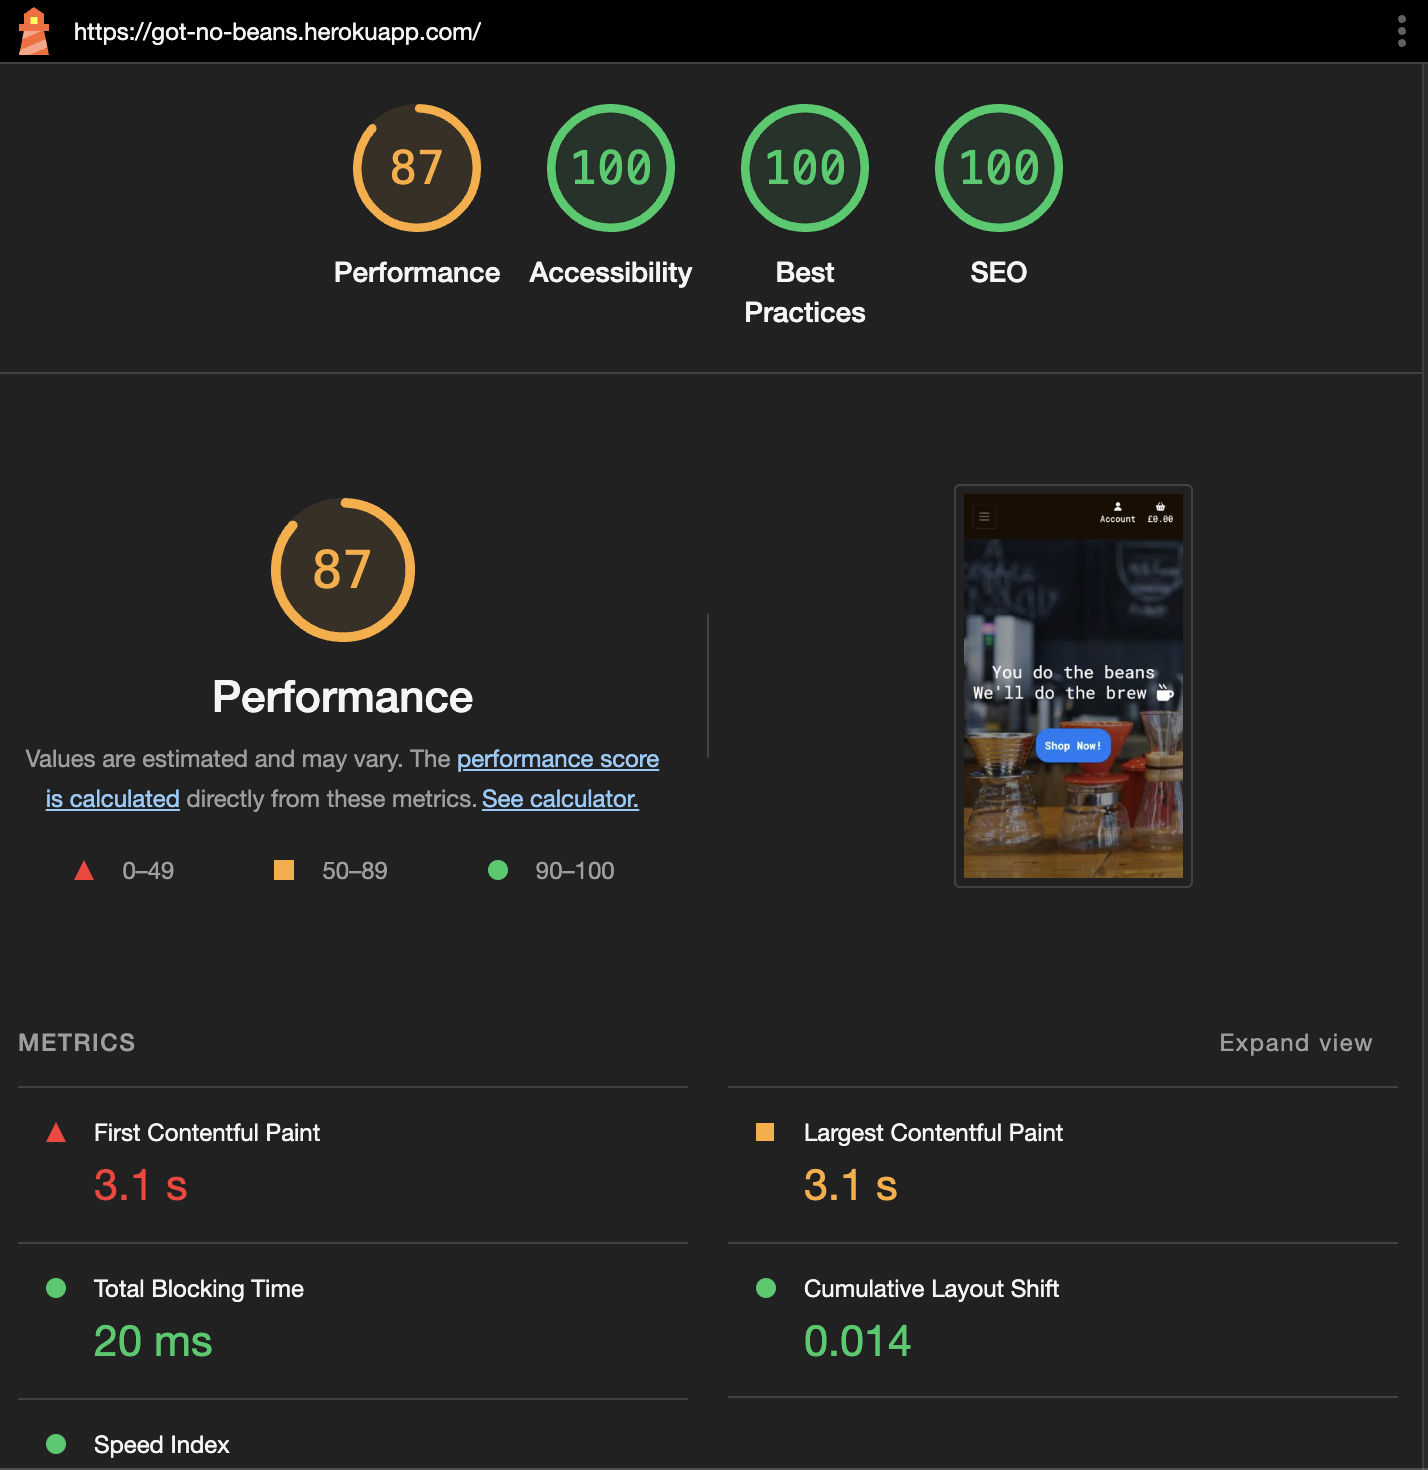 https://got-no-beans.herokuapp.com/
87
100
100
100
Performance
Accessibility
Best
Practices
SEO
87
Performance
Values are estimated and may vary. The performance score
is calculated directly from these metrics. See calculator.
0–49
50–89
90–100
Account
£0.00
You do the beans
We'll do the brew
Shop Now!
METRICS
Expand view
First Contentful Paint
3.1 s
Largest Contentful Paint
3.1 s
Total Blocking Time
20 ms
Cumulative Layout Shift
0.014
Speed Index